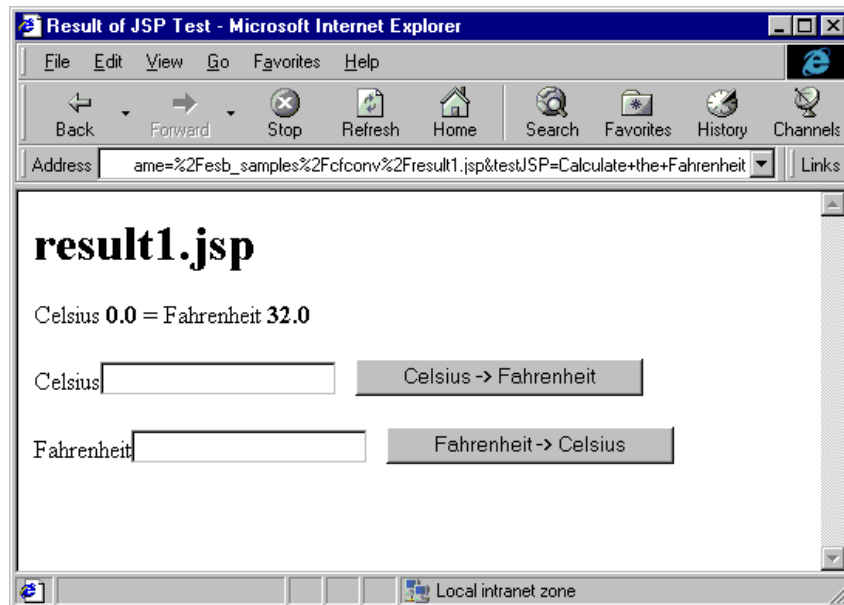 Result of JSP Test - Microsoft Internet Explorer
File Edit View Go Favorites Help
Back Forward Stop Refresh Home Search Favorites History Channels
Address ame=%2Fesb_samples%2Fcfconv%2Fresult1.jsp&testJSP=Calculate+the+Fahrenheit Links
result1.jsp
Celsius 0.0 = Fahrenheit 32.0
Celsius Celsius -> Fahrenheit
Fahrenheit Fahrenheit -> Celsius
Local intranet zone